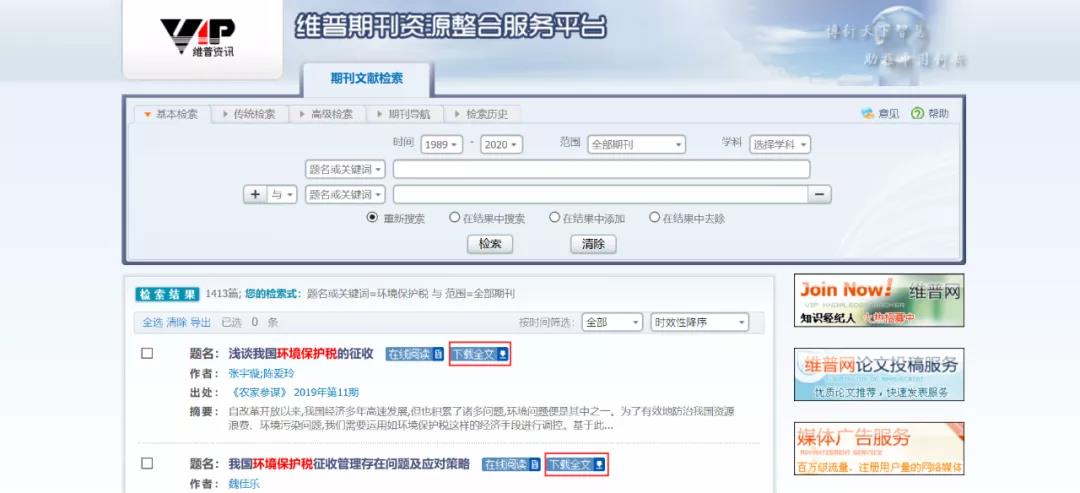 VIP
维普资讯
维普期刊资源整合服务平台
博衍天下智慧
期刊文献检索
基本检索 传统检索 高级检索 期刊导航 检索历史 意见 帮助
时间 1989 - 2020 范围 全部期刊 学科 选择学科
题名或关键词
+ 与 题名或关键词 −
重新搜索 在结果中搜索 在结果中添加 在结果中去除
检索 清除
检索结果 1413篇; 您的检索式：题名或关键词=环境保护税 与 范围=全部期刊
全选 清除 导出 已选 0 条 按时间筛选： 全部 时效性降序
题名：浅谈我国环境保护税的征收 在线阅读 下载全文
作者：张宇璇;陈爱玲
出处：《农家参谋》 2019年第11期
摘要：自改革开放以来,我国经济多年高速发展,但也积累了诸多问题,环境问题便是其中之一。为了有效地防治我国资源
浪费、环境污染问题,我们需要运用如环境保护税这样的经济手段进行调控。基于此...
题名：我国环境保护税征收管理存在问题及应对策略 在线阅读 下载全文
作者：魏佳乐
Join Now! 维普网
知识经纪人 火热招募中
维普网论文投稿服务
优质论文推荐，快速发表服务
媒体广告服务
ADVERTISEMENT SERVICE
百万级流量、注册用户量的网络媒体